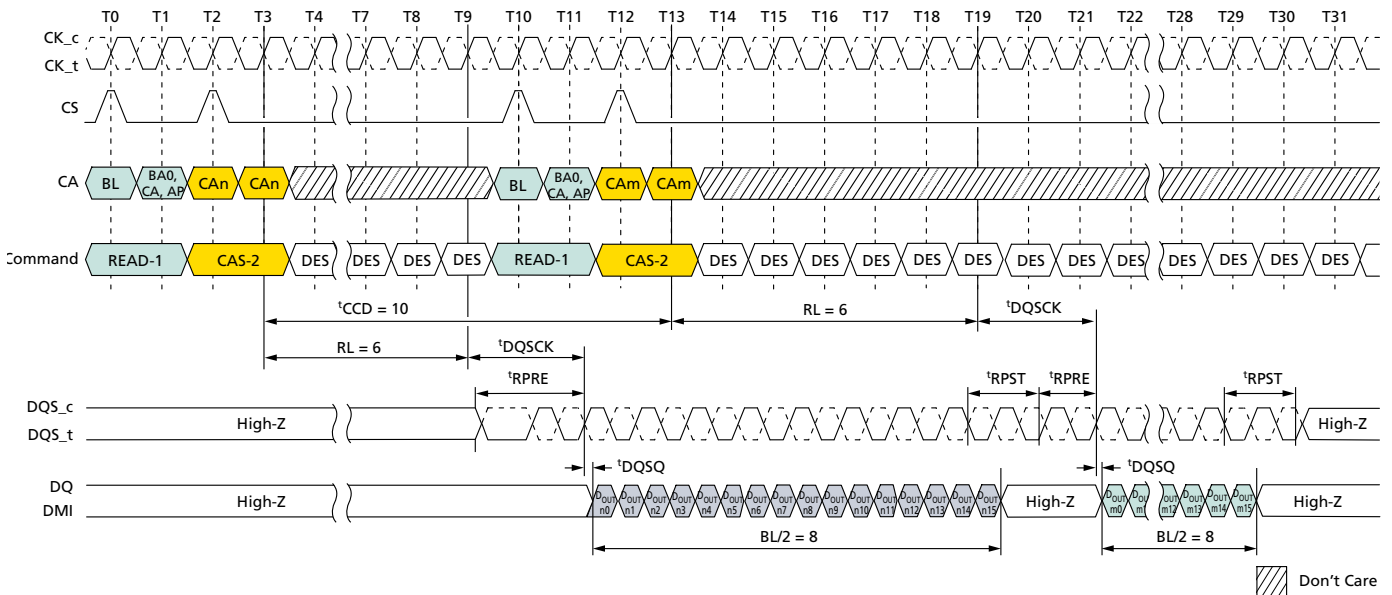 T0 T1 T2 T3 T4 T7 T8 T9 T10 T11 T12 T13 T14 T15 T16 T17 T18 T19 T20 T21 T22 T28 T29 T30 T31
CK_c
CK_t
CS
CA BL BA0, CA, AP CAn CAn BL BA0, CA, AP CAm CAm
Command READ-1 CAS-2 DES DES DES DES READ-1 CAS-2 DES DES DES DES DES DES DES DES DES DES DES DES DES
tCCD = 10 RL = 6 tDQSCK
RL = 6 tDQSCK
tRPRE tRPST tRPRE tRPST
DQS_c
DQS_t
High-Z High-Z
tDQSQ tDQSQ
DQ
DMI
High-Z DOUT n0 DOUT n1 DOUT n2 DOUT n3 DOUT n4 DOUT n5 DOUT n6 DOUT n7 DOUT n8 DOUT n9 DOUT n10 DOUT n11 DOUT n12 DOUT n13 DOUT n14 DOUT n15 High-Z DOUT m0 DOUT m1 DOUT m12 DOUT m13 DOUT m14 DOUT m15 High-Z
BL/2 = 8 BL/2 = 8
Don't Care